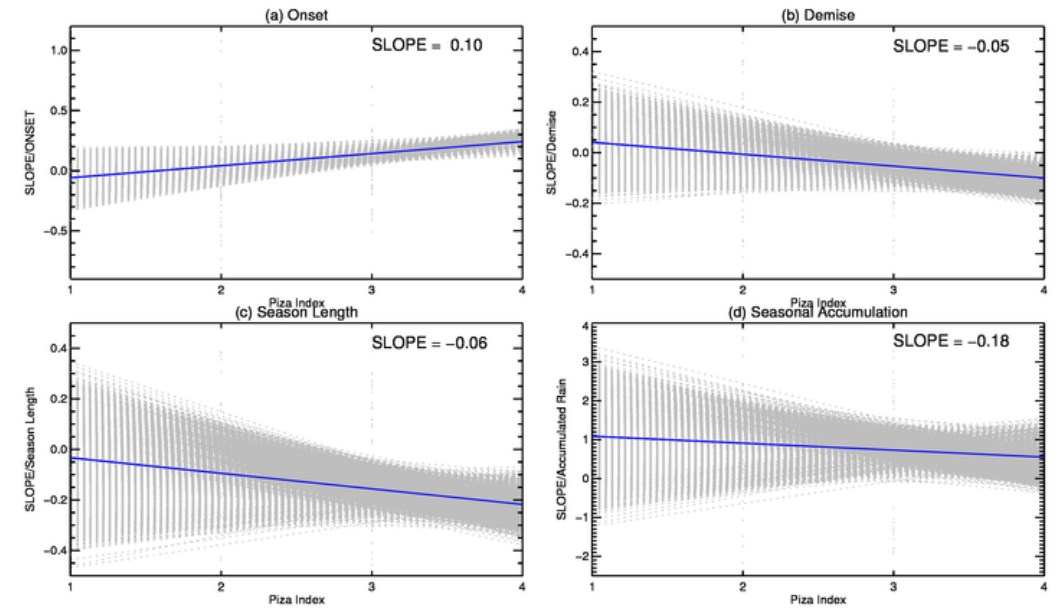 (a) Onset
SLOPE = 0.10
SLOPE/ONSET
1.0
0.5
0.0
−0.5
1 2 3 4
Piza Index
(b) Demise
SLOPE = −0.05
SLOPE/Demise
0.4
0.2
0.0
−0.2
−0.4
1 2 3 4
Piza Index
(c) Season Length
SLOPE = −0.06
SLOPE/Season Length
0.4
0.2
0.0
−0.2
−0.4
1 2 3 4
Piza Index
(d) Seasonal Accumulation
SLOPE = −0.18
SLOPE/Accumulated Rain
4
3
2
1
0
−1
−2
1 2 3 4
Piza Index